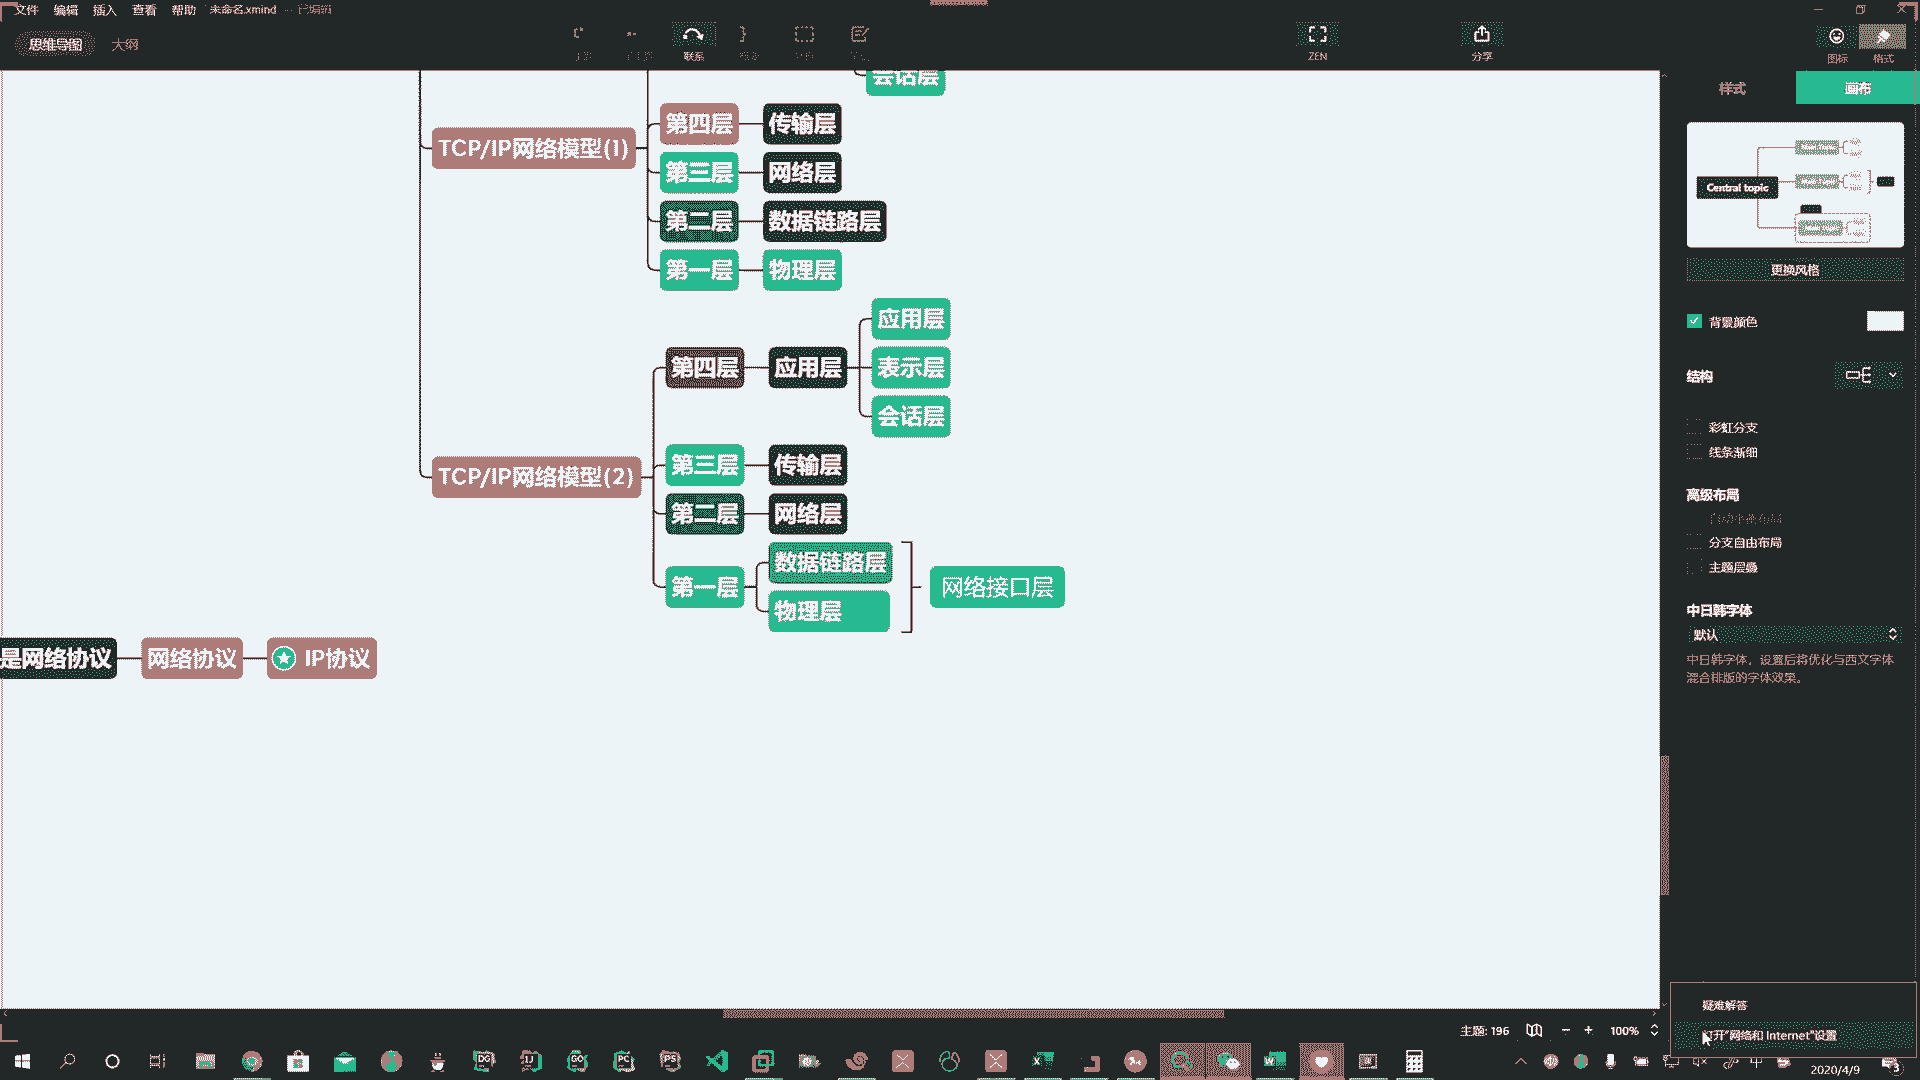 文件 编辑 插入 查看 帮助 未命名.xmind — 已编辑
思维导图 大纲
联系 ZEN 分享 图标 格式
样式 画布
会话层
TCP/IP网络模型(1)
第四层 传输层
第三层 网络层
第二层 数据链路层
第一层 物理层
TCP/IP网络模型(2)
第四层 应用层
应用层
表示层
会话层
第三层 传输层
第二层 网络层
第一层
数据链路层
物理层
网络接口层
是网络协议 网络协议 IP协议
Central topic
更换风格
背景颜色
结构
彩虹分支
线条渐细
高级布局
分支自由布局
主题层叠
中日韩字体
默认
中日韩字体，设置后将优化与西文字体
混合排版的字体效果。
疑难解答
打开"网络和 Internet"设置
主题: 196 100%
DG IJ GO PC PS
中
2020/4/9
3